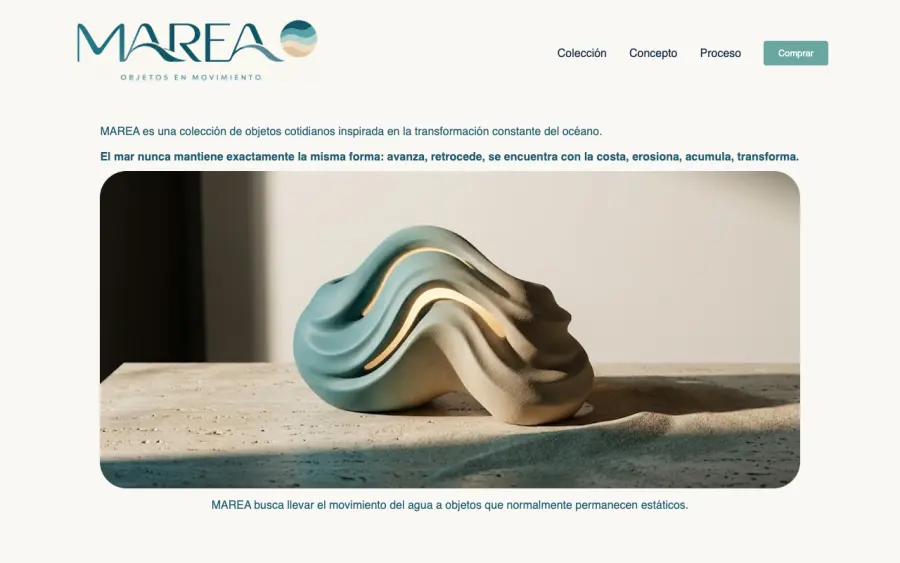 MAREA
OBJETOS EN MOVIMIENTO
Colección
Concepto
Proceso
Comprar
MAREA es una colección de objetos cotidianos inspirada en la transformación constante del océano.
El mar nunca mantiene exactamente la misma forma: avanza, retrocede, se encuentra con la costa, erosiona, acumula, transforma.
MAREA busca llevar el movimiento del agua a objetos que normalmente permanecen estáticos.